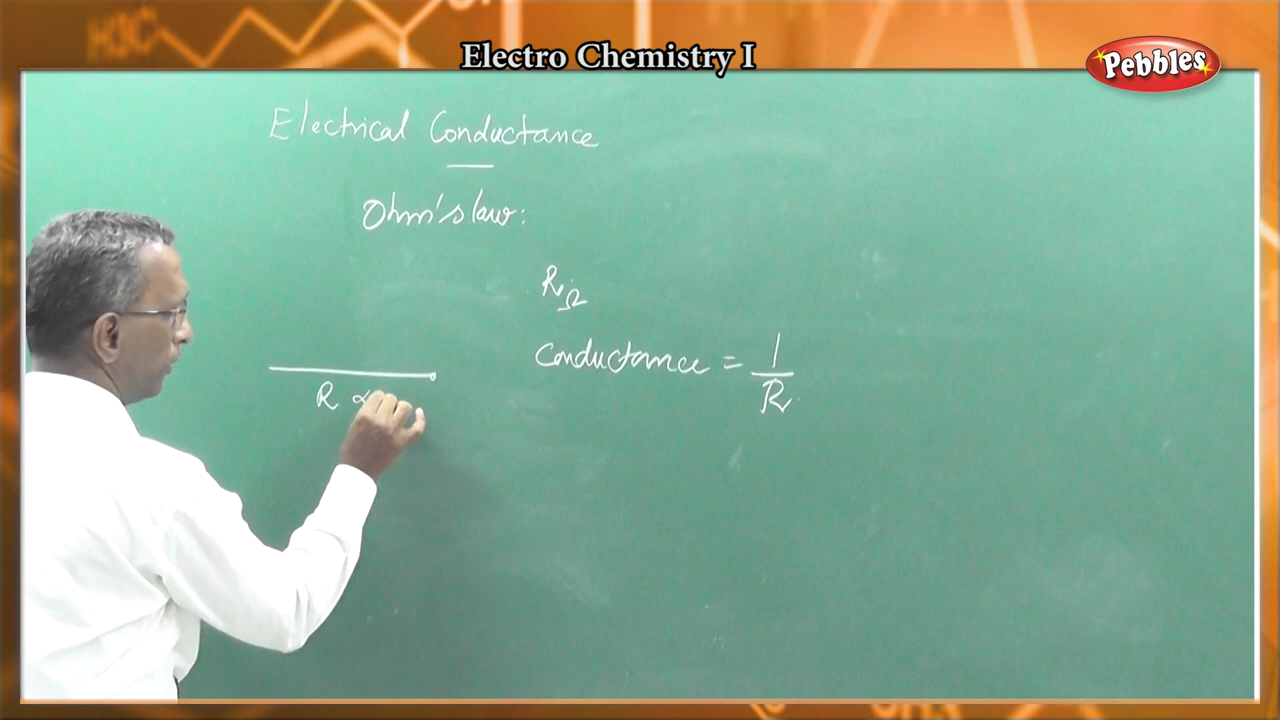 Electro Chemistry I
Pebbles
Electrical Conductance
Ohm's law:
R Ω
Conductance = 1/R
R ∝